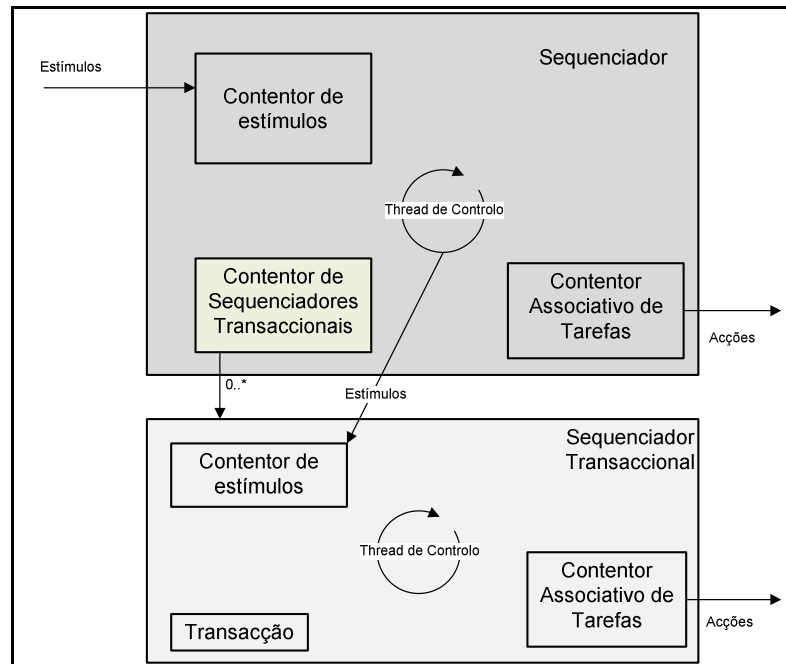 Sequenciador
Estímulos
Contentor de
estímulos
Thread de Controlo
Contentor de
Sequenciadores
Transaccionais
Contentor
Associativo de
Tarefas
Acções
0..*
Estímulos
Sequenciador
Transaccional
Contentor de
estímulos
Thread de Controlo
Contentor
Associativo de
Tarefas
Acções
Transacção